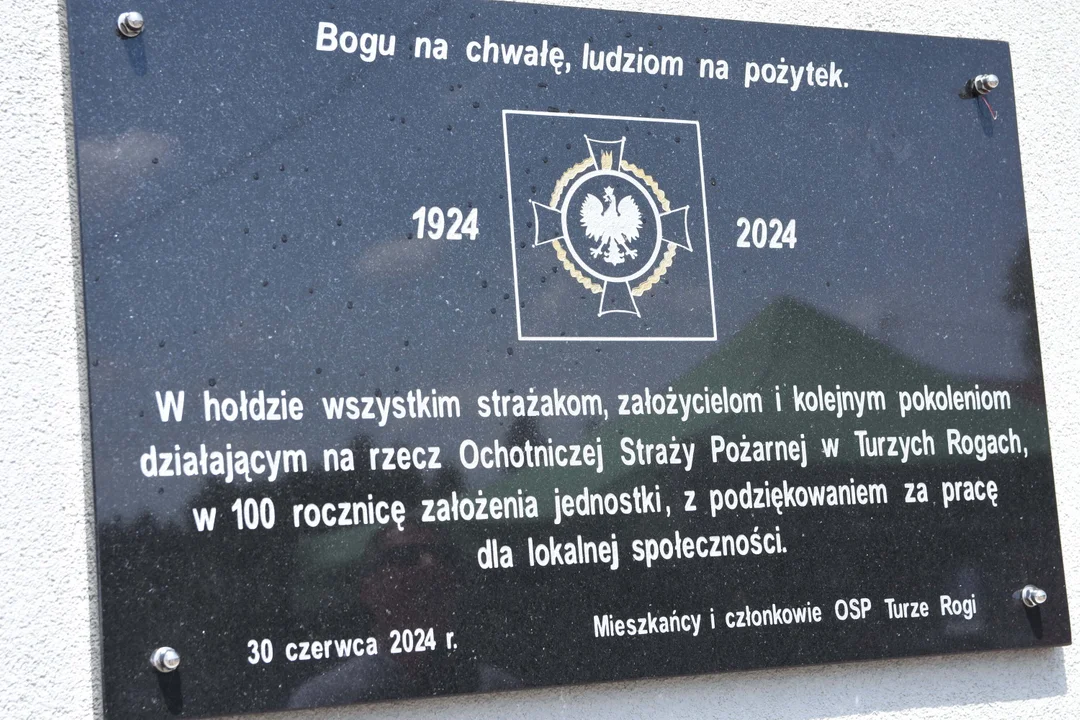 Bogu na chwałę, ludziom na pożytek.
1924 2024
W hołdzie wszystkim strażakom, założycielom i kolejnym pokoleniom
działającym na rzecz Ochotniczej Straży Pożarnej w Turzych Rogach,
w 100 rocznicę założenia jednostki, z podziękowaniem za pracę
dla lokalnej społeczności.
30 czerwca 2024 r. Mieszkańcy i członkowie OSP Turze Rogi